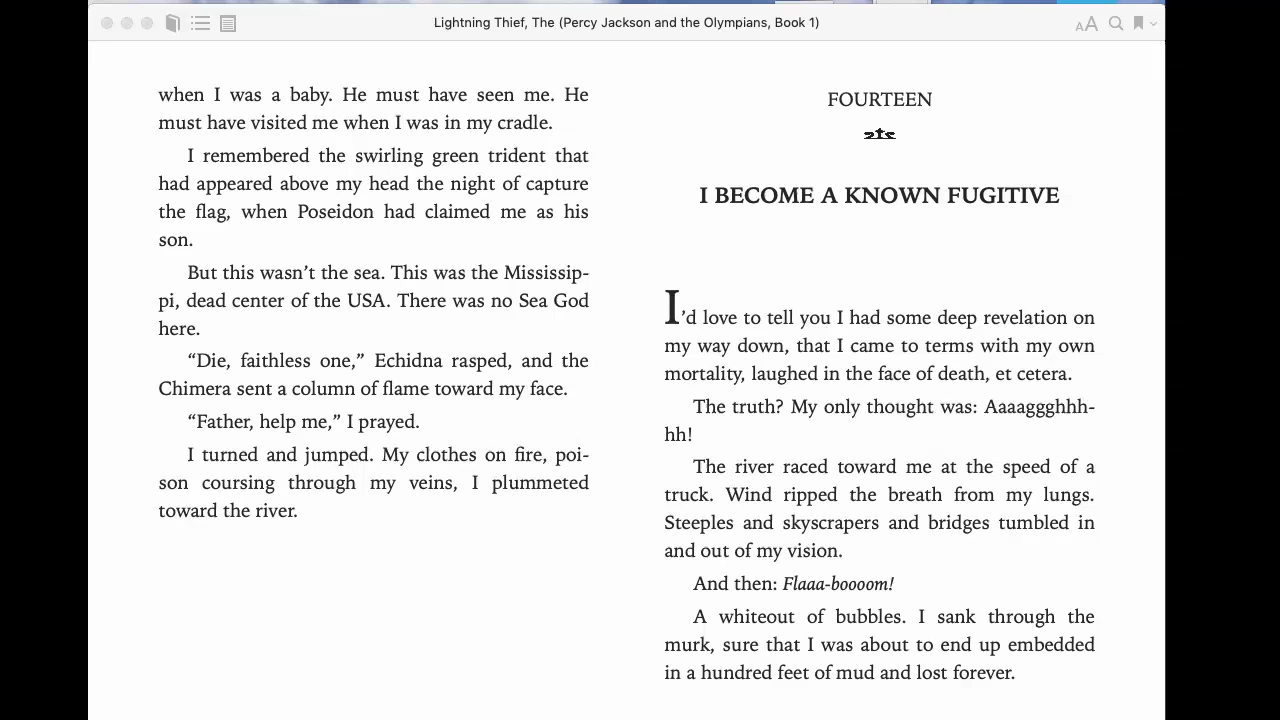 Lightning Thief, The (Percy Jackson and the Olympians, Book 1)
AA
when I was a baby. He must have seen me. He
must have visited me when I was in my cradle.
I remembered the swirling green trident that
had appeared above my head the night of capture
the flag, when Poseidon had claimed me as his
son.
But this wasn’t the sea. This was the Mississip-
pi, dead center of the USA. There was no Sea God
here.
“Die, faithless one,” Echidna rasped, and the
Chimera sent a column of flame toward my face.
“Father, help me,” I prayed.
I turned and jumped. My clothes on fire, poi-
son coursing through my veins, I plummeted
toward the river.
FOURTEEN
I BECOME A KNOWN FUGITIVE
I’d love to tell you I had some deep revelation on
my way down, that I came to terms with my own
mortality, laughed in the face of death, et cetera.
The truth? My only thought was: Aaaaggghhh-
hh!
The river raced toward me at the speed of a
truck. Wind ripped the breath from my lungs.
Steeples and skyscrapers and bridges tumbled in
and out of my vision.
And then: Flaaa-boooom!
A whiteout of bubbles. I sank through the
murk, sure that I was about to end up embedded
in a hundred feet of mud and lost forever.